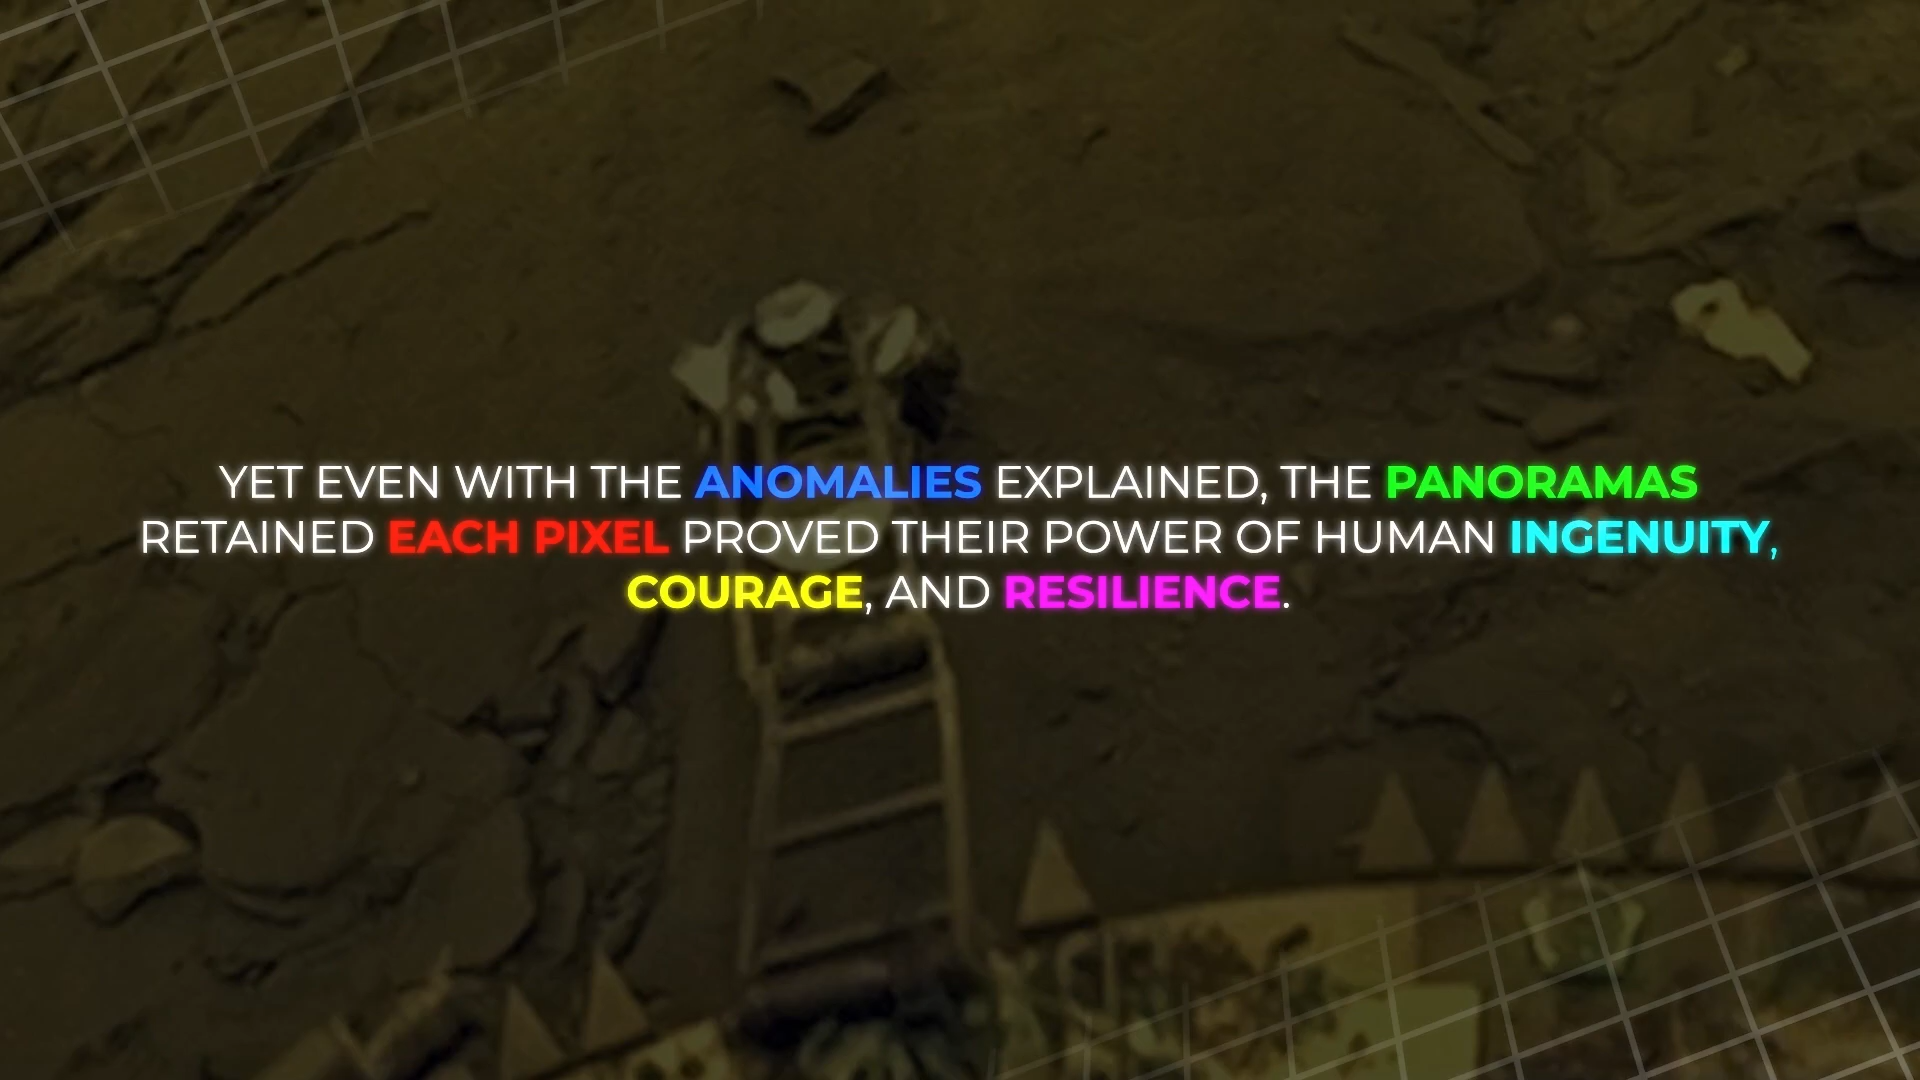 YET EVEN WITH THE ANOMALIES EXPLAINED, THE PANORAMAS
RETAINED EACH PIXEL PROVED THEIR POWER OF HUMAN INGENUITY,
COURAGE, AND RESILIENCE.